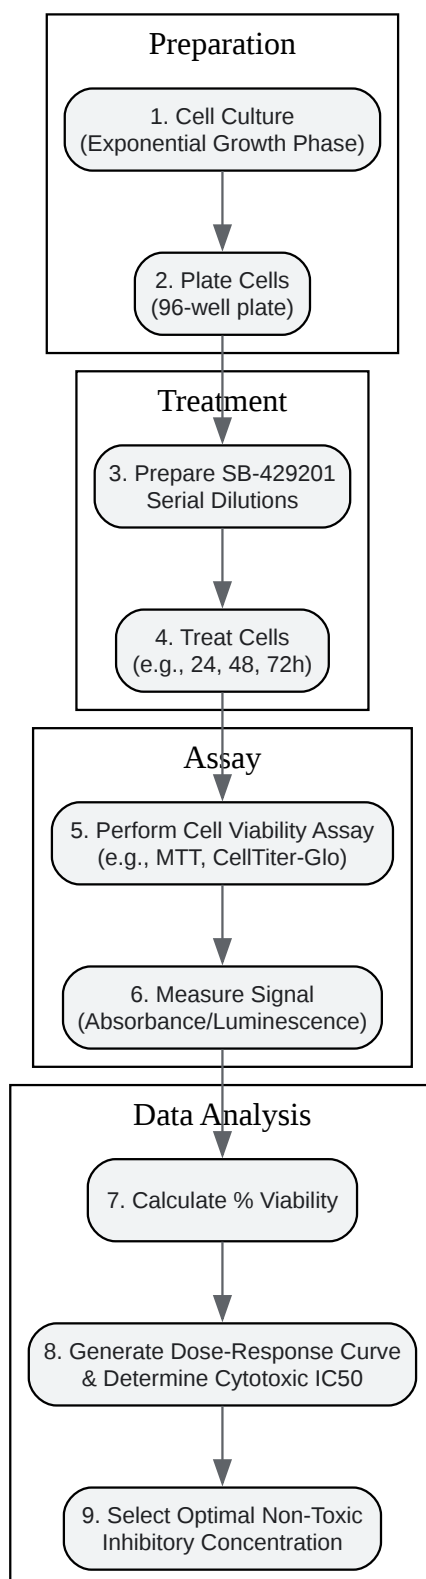 Preparation
1. Cell Culture
(Exponential Growth Phase)
2. Plate Cells
(96-well plate)
Treatment
3. Prepare SB-429201
Serial Dilutions
4. Treat Cells
(e.g., 24, 48, 72h)
Assay
5. Perform Cell Viability Assay
(e.g., MTT, CellTiter-Glo)
6. Measure Signal
(Absorbance/Luminescence)
Data Analysis
7. Calculate % Viability
8. Generate Dose-Response Curve
& Determine Cytotoxic IC50
9. Select Optimal Non-Toxic
Inhibitory Concentration